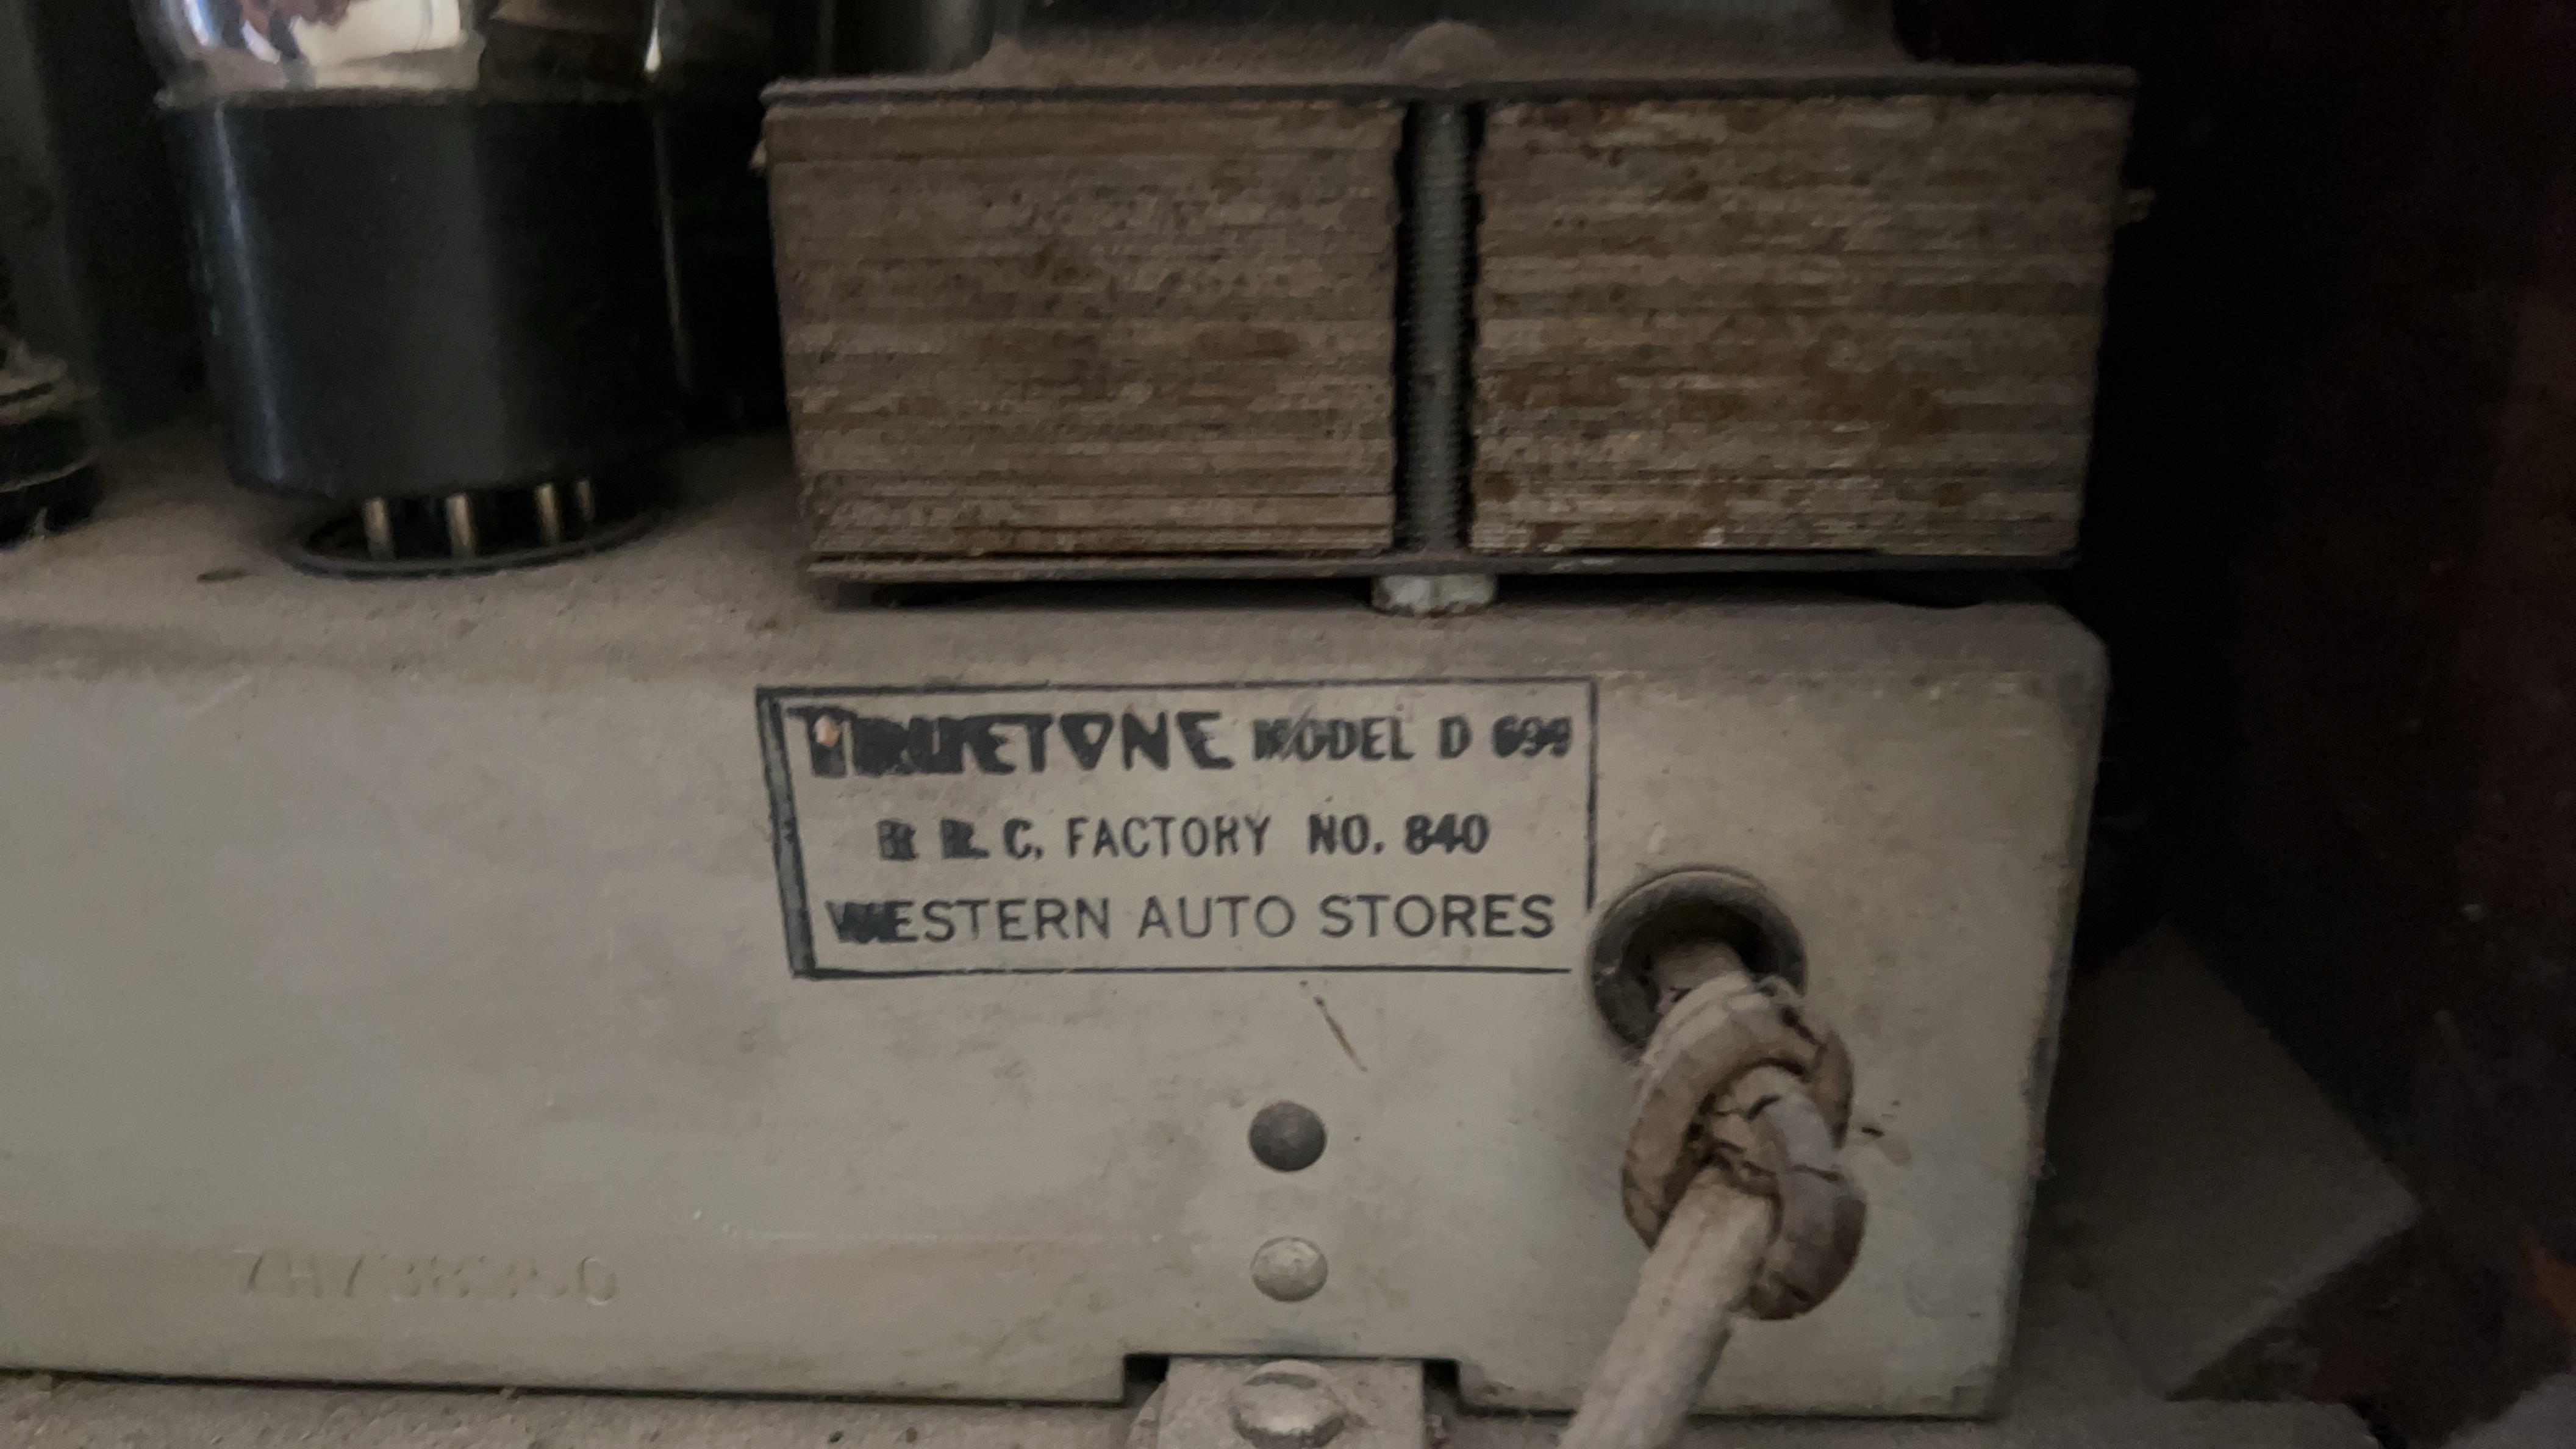 TRUETONE MODEL D 699
C. FACTORY NO. 840
WESTERN AUTO STORES